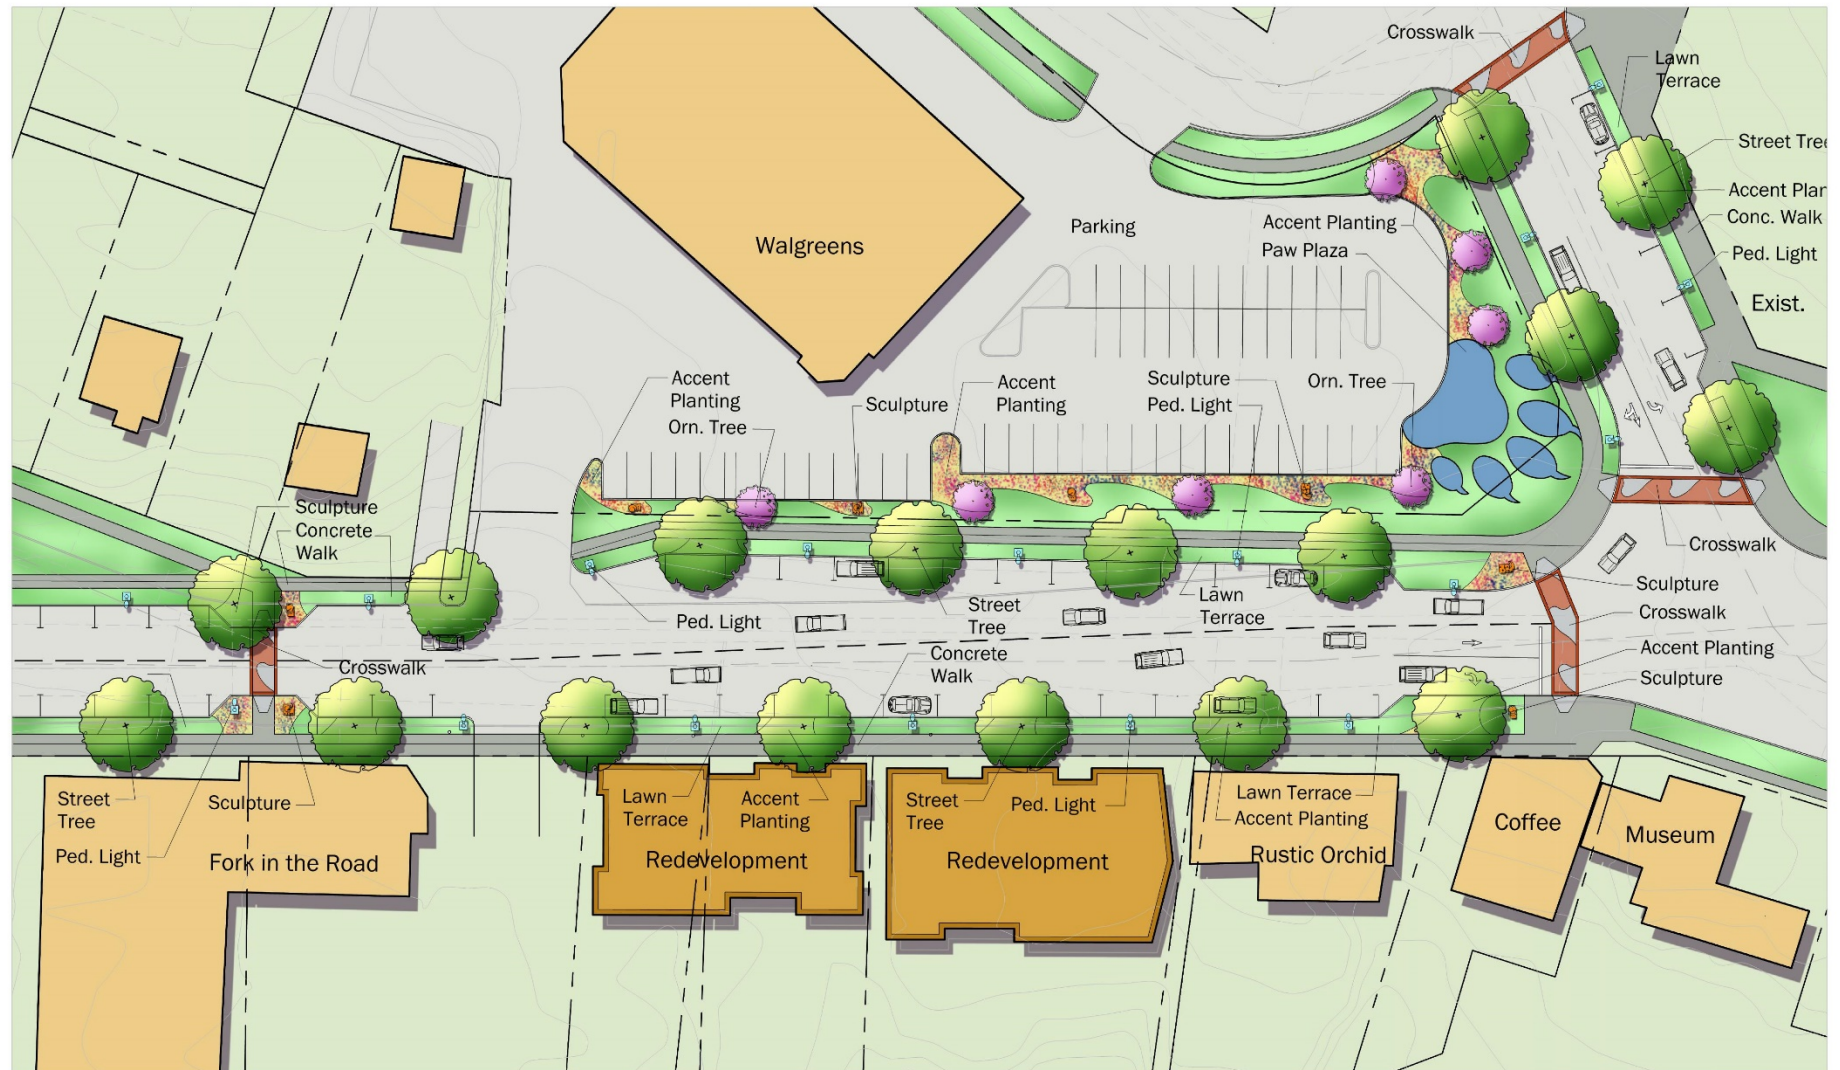 Crosswalk
Lawn
Terrace
Street Tree
Accent Plan
Conc. Walk
Ped. Light
Exist.
Walgreens
Parking
Accent Planting
Paw Plaza
Accent
Planting
Orn. Tree
Sculpture
Accent
Planting
Sculpture
Ped. Light
Orn. Tree
Sculpture
Concrete
Walk
Crosswalk
Sculpture
Crosswalk
Accent Planting
Sculpture
Lawn
Terrace
Street
Tree
Ped. Light
Concrete
Walk
Crosswalk
Street
Tree
Sculpture
Ped. Light
Fork in the Road
Lawn
Terrace
Accent
Planting
Redevelopment
Street
Tree
Ped. Light
Redevelopment
Lawn Terrace
Accent Planting
Rustic Orchid
Coffee
Museum